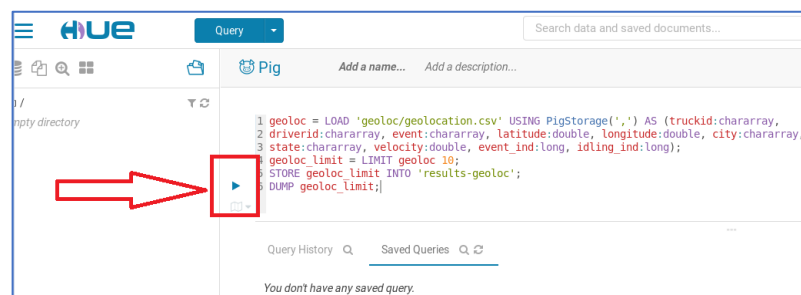 HUE
Query
Search data and saved documents...
Pig
Add a name...
Add a description...
/
mpty directory
1 geoloc = LOAD 'geoloc/geolocation.csv' USING PigStorage(',') AS (truckid:chararray,
2 driverid:chararray, event:chararray, latitude:double, longitude:double, city:chararray,
3 state:chararray, velocity:double, event_ind:long, idling_ind:long);
4 geoloc_limit = LIMIT geoloc 10;
5 STORE geoloc_limit INTO 'results-geoloc';
6 DUMP geoloc_limit;
Query History
Saved Queries
You don't have any saved query.